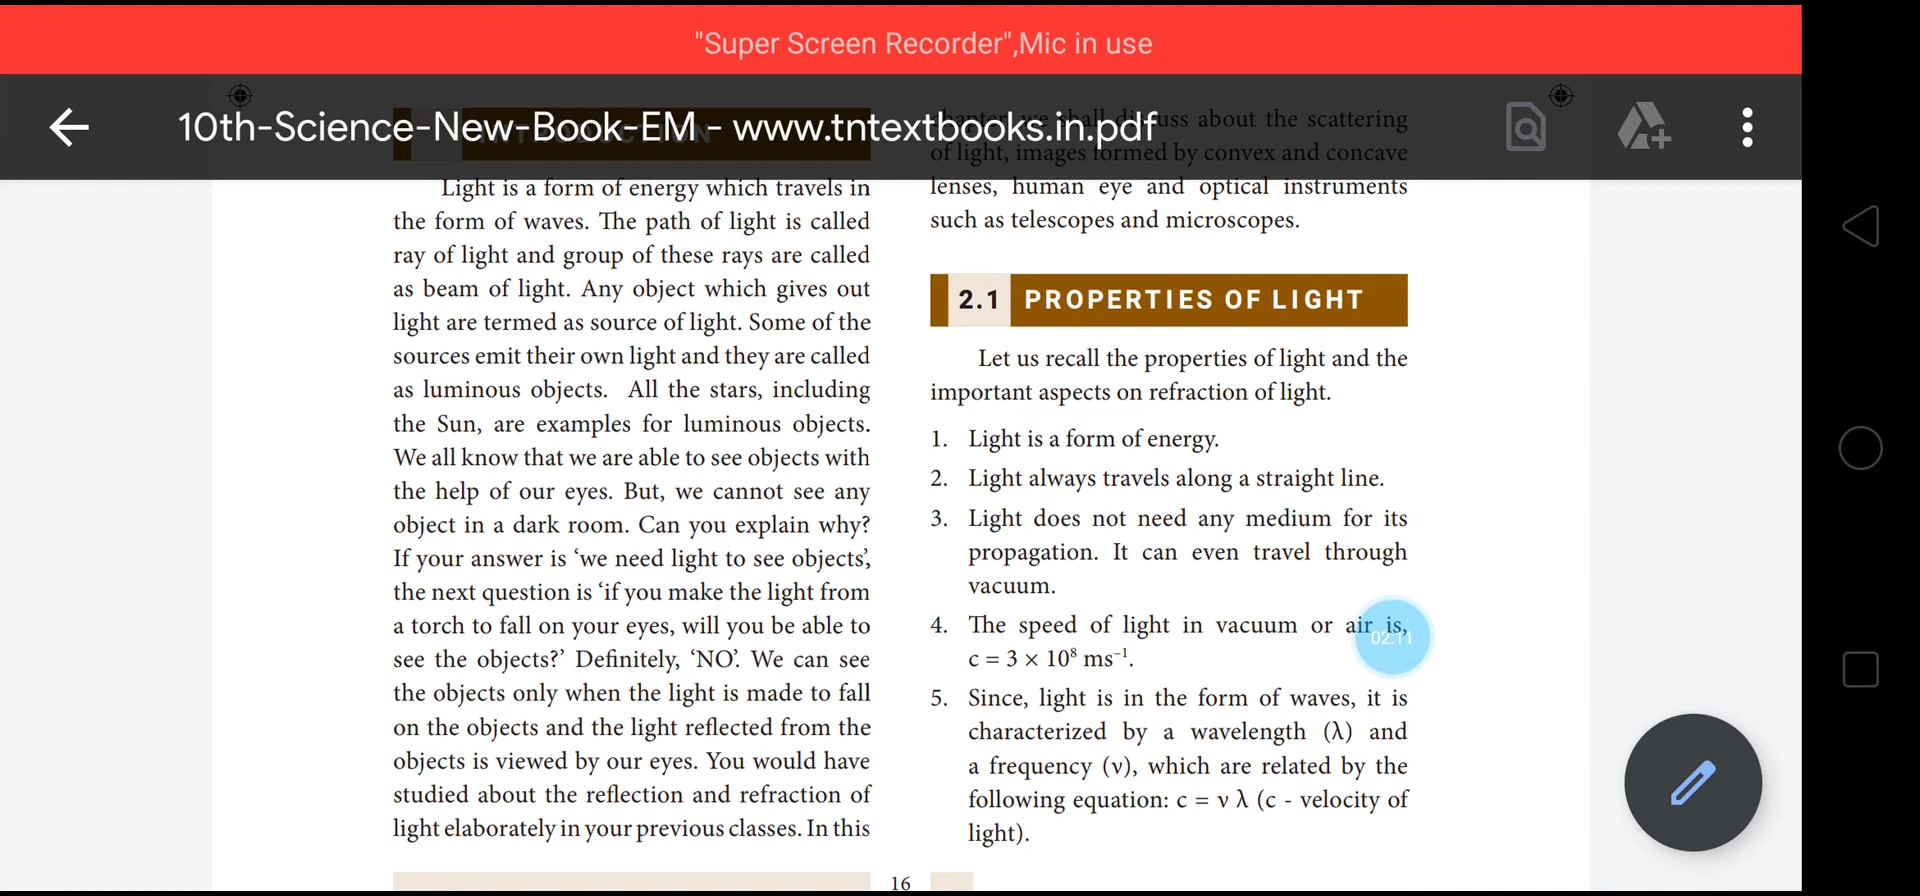 "Super Screen Recorder",Mic in use
10th-Science-New-Book-EM - www.tntextbooks.in.pdf
INTRODUCTION
Light is a form of energy which travels in
the form of waves. The path of light is called
ray of light and group of these rays are called
as beam of light. Any object which gives out
light are termed as source of light. Some of the
sources emit their own light and they are called
as luminous objects. All the stars, including
the Sun, are examples for luminous objects.
We all know that we are able to see objects with
the help of our eyes. But, we cannot see any
object in a dark room. Can you explain why?
If your answer is ‘we need light to see objects’,
the next question is ‘if you make the light from
a torch to fall on your eyes, will you be able to
see the objects?’ Definitely, ‘NO’. We can see
the objects only when the light is made to fall
on the objects and the light reflected from the
objects is viewed by our eyes. You would have
studied about the reflection and refraction of
light elaborately in your previous classes. In this
chapter, we shall discuss about the scattering
of light, images formed by convex and concave
lenses, human eye and optical instruments
such as telescopes and microscopes.
2.1 PROPERTIES OF LIGHT
Let us recall the properties of light and the
important aspects on refraction of light.
1. Light is a form of energy.
2. Light always travels along a straight line.
3. Light does not need any medium for its
propagation. It can even travel through
vacuum.
4. The speed of light in vacuum or air is,
02:11
c = 3 × 10⁸ ms⁻¹.
5. Since, light is in the form of waves, it is
characterized by a wavelength (λ) and
a frequency (ν), which are related by the
following equation: c = ν λ (c - velocity of
light).
16